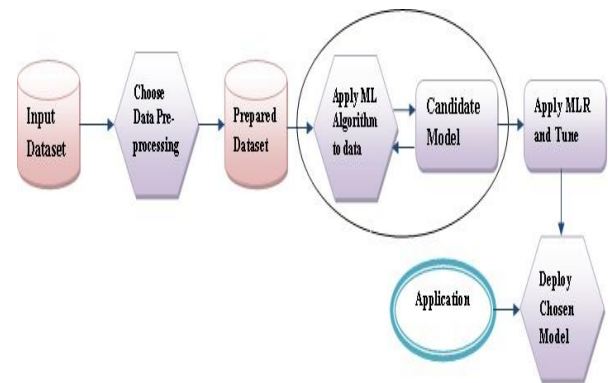 Input
Dataset
Choose
Data Pre-
processing
Prepared
Dataset
Apply ML
Algorithm
to data
Candidate
Model
Apply MLR
and Tune
Application
Deploy
Chosen
Model